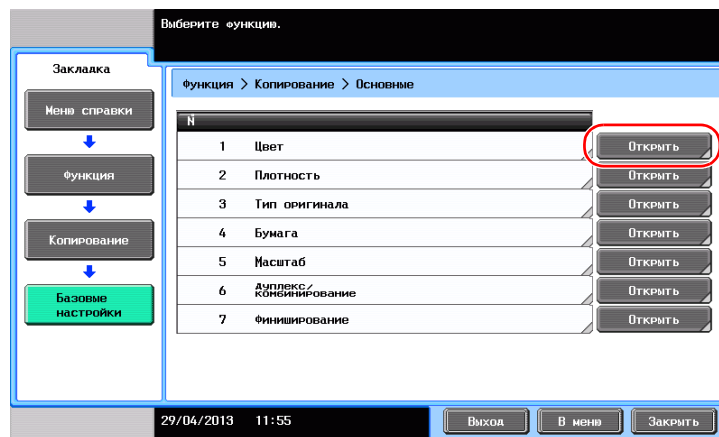 Выберите функцию.
Закладка
Меню справки
Функция
Копирование
Базовые
настройки
Функция > Копирование > Основные
N
1 Цвет Открыть
2 Плотность Открыть
3 Тип оригинала Открыть
4 Бумага Открыть
5 Масштаб Открыть
6 Дуплекс/
комбинирование Открыть
7 Финиширование Открыть
29/04/2013 11:55 Выход В меню Закрыть